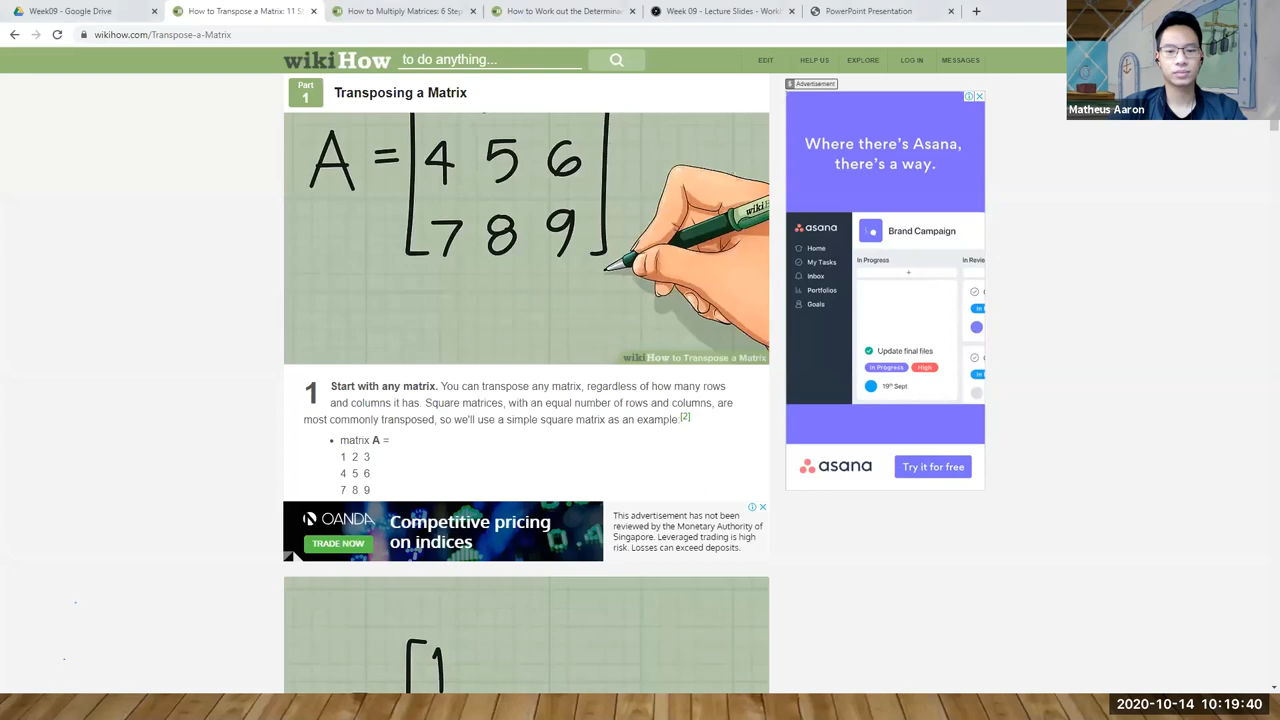 Week09 - Google Drive
How to Transpose a Matrix: 11 St
How to Multiply Matrices: 6 Step
How to Work out the Determina
Week 09 - Lecture Slides - Work
PowerPoint Presentation
wikihow.com/Transpose-a-Matrix
wikiHow
to do anything...
EDIT
HELP US
EXPLORE
LOG IN
MESSAGES
Matheus Aaron
Part
1
Transposing a Matrix
Advertisement
A = 4 5 6
7 8 9
wikiHow to Transpose a Matrix
Where there's Asana,
there's a way.
asana
Home
My Tasks
Inbox
Portfolios
Goals
Brand Campaign
In Progress
In Revie
+
Update final files
In Progress
High
19th Sept
asana
Try it for free
1 Start with any matrix. You can transpose any matrix, regardless of how many rows
and columns it has. Square matrices, with an equal number of rows and columns, are
most commonly transposed, so we'll use a simple square matrix as an example.[2]
• matrix A =
1 2 3
4 5 6
7 8 9
OANDA
TRADE NOW
Competitive pricing
on indices
This advertisement has not been
reviewed by the Monetary Authority of
Singapore. Leveraged trading is high
risk. Losses can exceed deposits.
1
2020-10-14 10:19:40